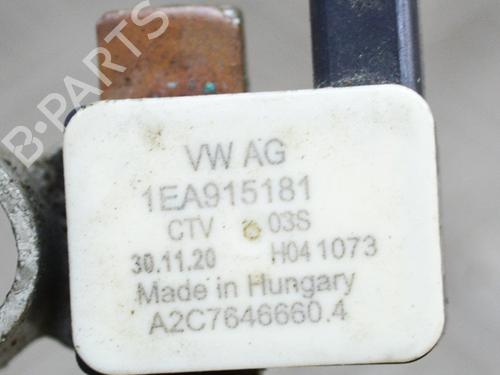 B-PARTS
VW AG
1EA915181
CTV 03S
30.11.20 H04 1073
Made in Hungary
A2C7646660.4